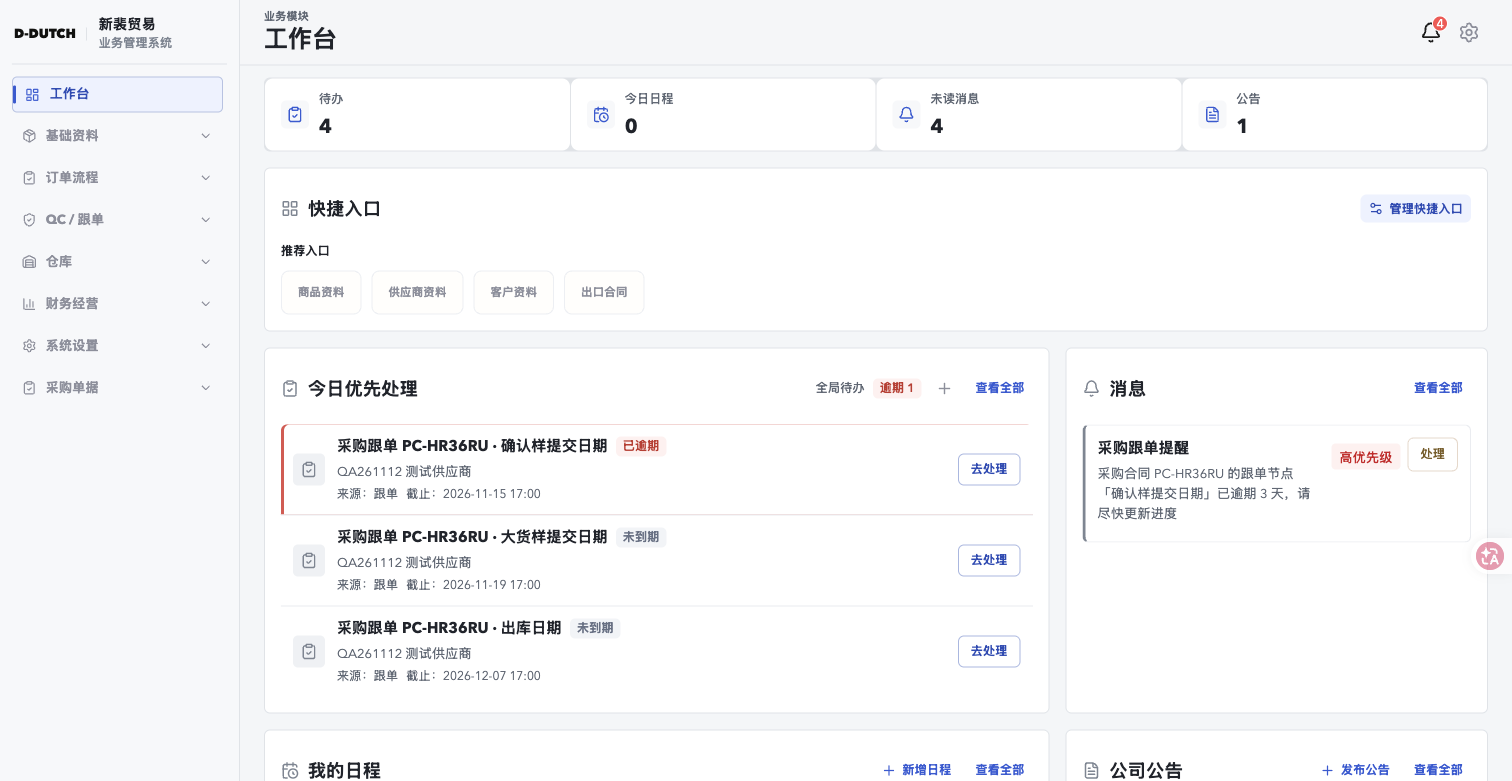 D-DUTCH
新裝贸易
业务管理系统
工作台
基础资料
订单流程
QC / 跟单
仓库
财务经营
系统设置
采购单据
业务模块
工作台
4
待办
4
今日日程
0
未读消息
4
公告
1
快捷入口
管理快捷入口
推荐入口
商品资料
供应商资料
客户资料
出口合同
今日优先处理
全局待办
逾期 1
查看全部
采购跟单 PC-HR36RU · 确认样提交日期
已逾期
QA261112 测试供应商
来源：跟单 截止：2026-11-15 17:00
去处理
采购跟单 PC-HR36RU · 大货样提交日期
未到期
QA261112 测试供应商
来源：跟单 截止：2026-11-19 17:00
去处理
采购跟单 PC-HR36RU · 出库日期
未到期
QA261112 测试供应商
来源：跟单 截止：2026-12-07 17:00
去处理
消息
查看全部
采购跟单提醒
高优先级
处理
采购合同 PC-HR36RU 的跟单节点
「确认样提交日期」已逾期 3 天，请
尽快更新进度
我的日程
新增日程
查看全部
公司公告
发布公告
查看全部